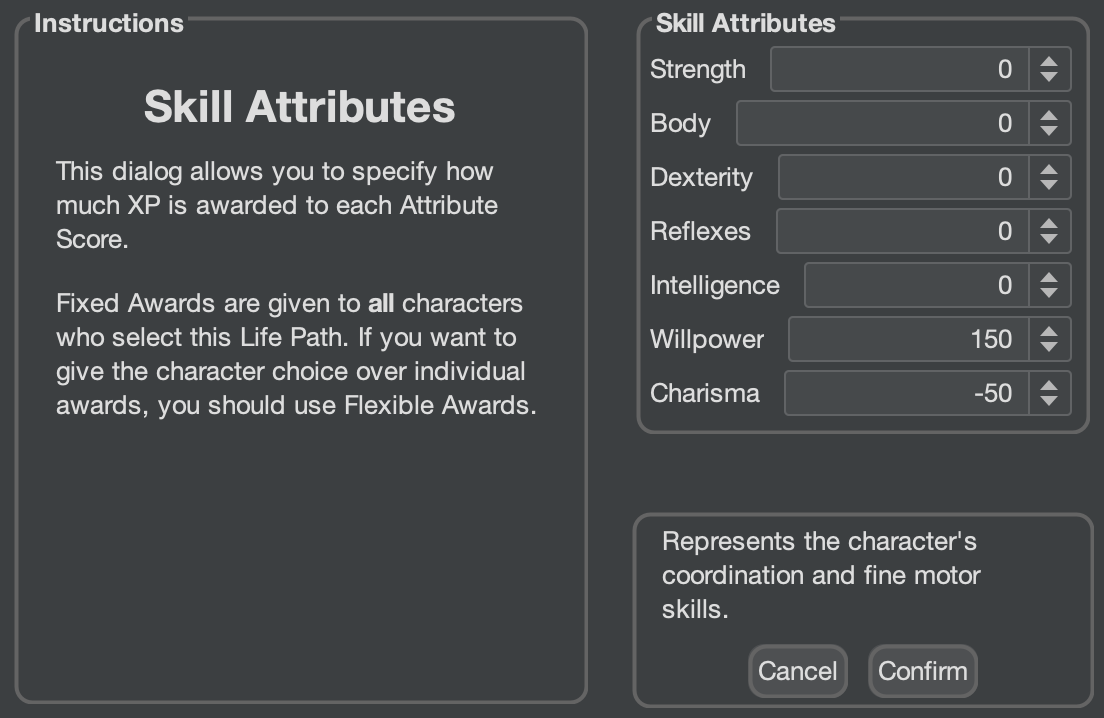 Instructions
Skill Attributes
This dialog allows you to specify how
much XP is awarded to each Attribute
Score.
Fixed Awards are given to all characters
who select this Life Path. If you want to
give the character choice over individual
awards, you should use Flexible Awards.
Skill Attributes
Strength 0
Body 0
Dexterity 0
Reflexes 0
Intelligence 0
Willpower 150
Charisma -50
Represents the character's
coordination and fine motor
skills.
Cancel Confirm